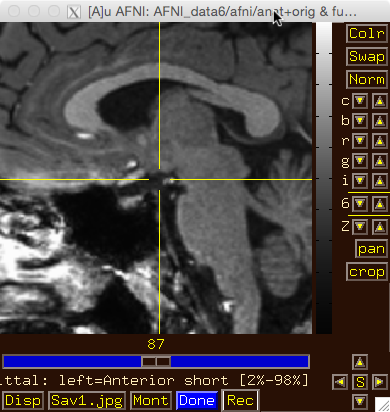 [A]u AFNI: AFNI_data6/afni/anat+orig & fu...
Colr
Swap
Norm
c
b
r
g
i
6
Z
pan
crop
87
ittal: left=Anterior short [2%-98%]
S
Disp Sav1.jpg Mont Done Rec